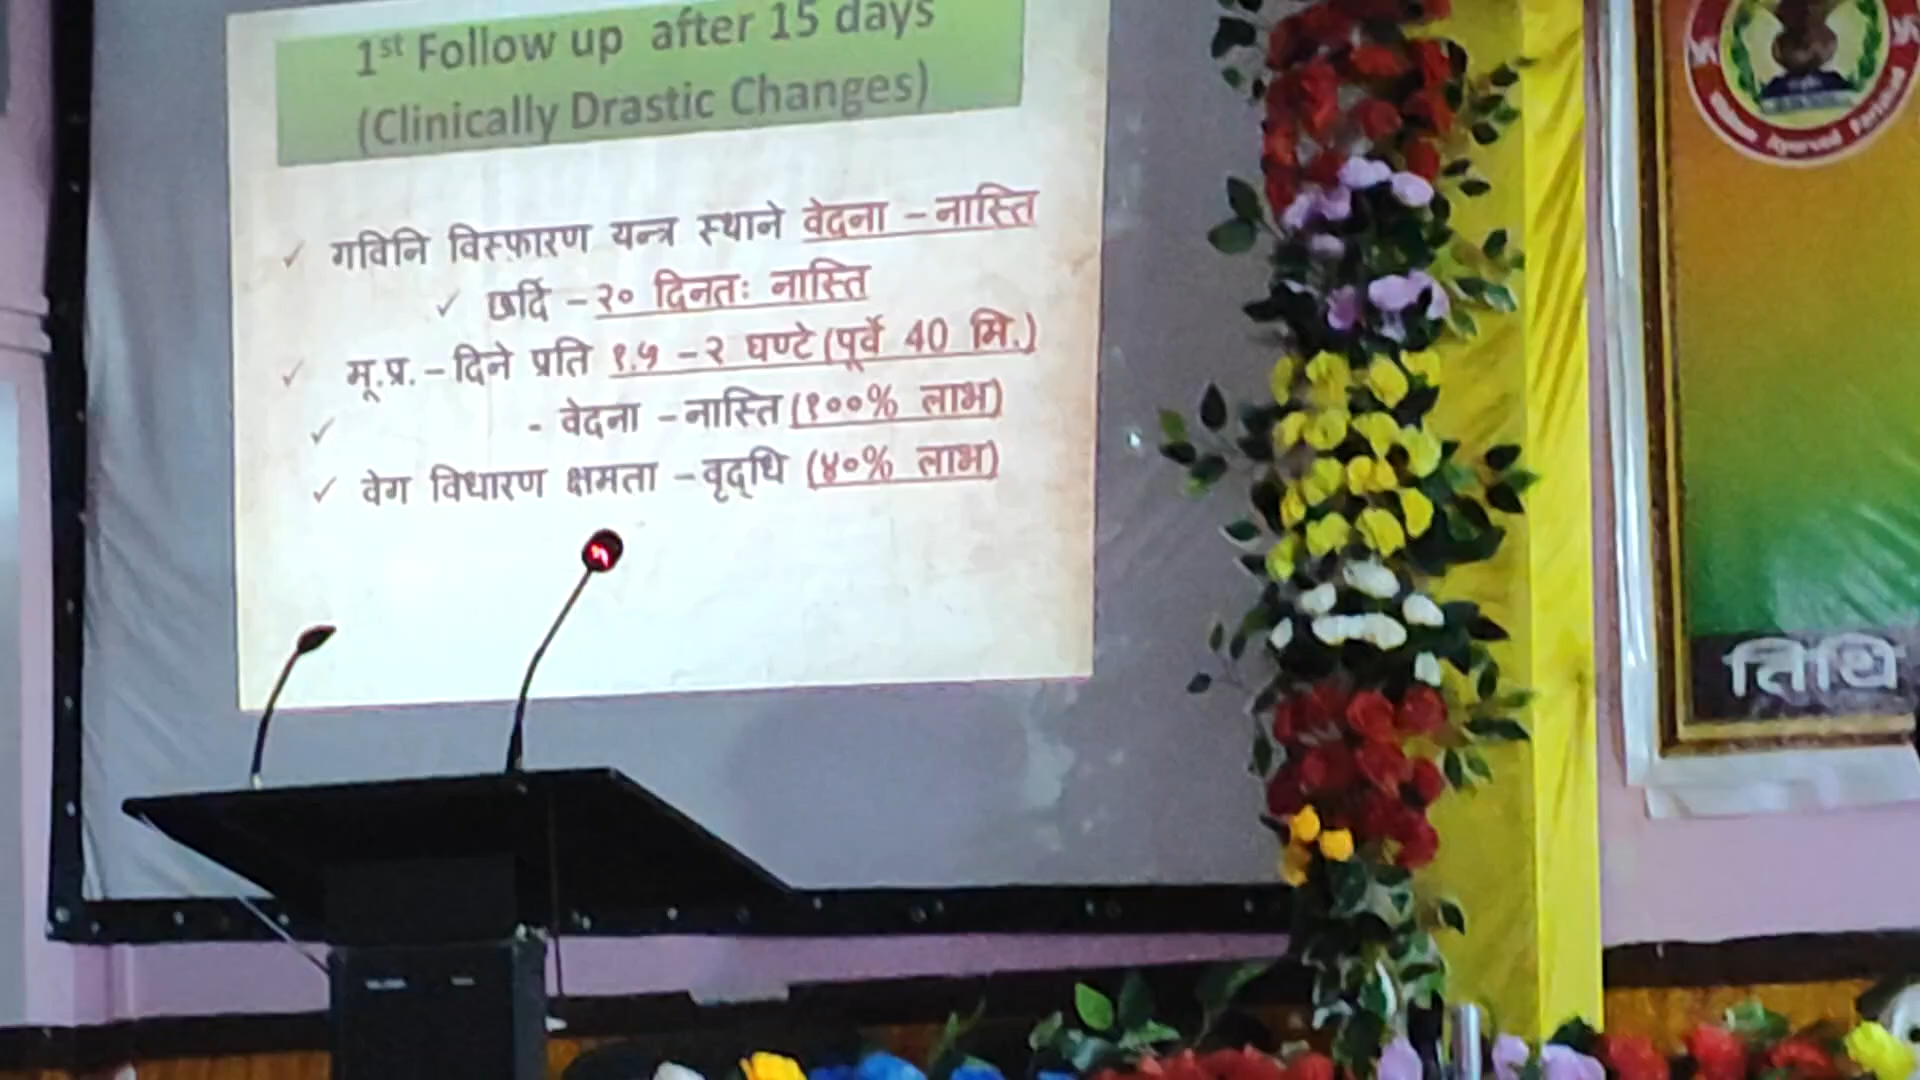 1st Follow up after 15 days
(Clinically Drastic Changes)
✓ गविनि विस्फारण यन्त्र स्थाने वेदना – नास्ति
✓ छर्दि – २० दिनतः नास्ति
✓ मू.प्र. – दिने प्रति १.५ – २ घण्टे (पूर्वे 40 मि.)
✓ - वेदना – नास्ति (१००% लाभ)
✓ वेग विधारण क्षमता – वृद्धि (४०% लाभ)
Ayurved
तिथि